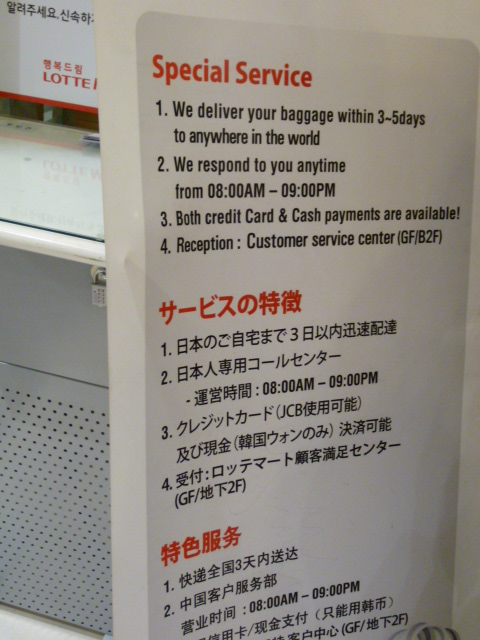 알려주세요.신속하
행복드림
LOTTE
Special Service
1. We deliver your baggage within 3~5days
to anywhere in the world
2. We respond to you anytime
from 08:00AM – 09:00PM
3. Both credit Card & Cash payments are available!
4. Reception : Customer service center (GF/B2F)
サービスの特徴
1. 日本のご自宅まで3日以内迅速配達
2. 日本人専用コールセンター
- 運営時間 : 08:00AM – 09:00PM
3. クレジットカード(JCB使用可能)
及び現金(韓国ウォンのみ) 決済可能
4. 受付 : ロッテマート顧客満足センター
(GF/地下2F)
特色服务
1. 快递全国3天内送达
2. 中国客户服务部
营业时间 : 08:00AM – 09:00PM
信用卡/现金支付（只能用韩币）
客户中心(GF/地下2F)